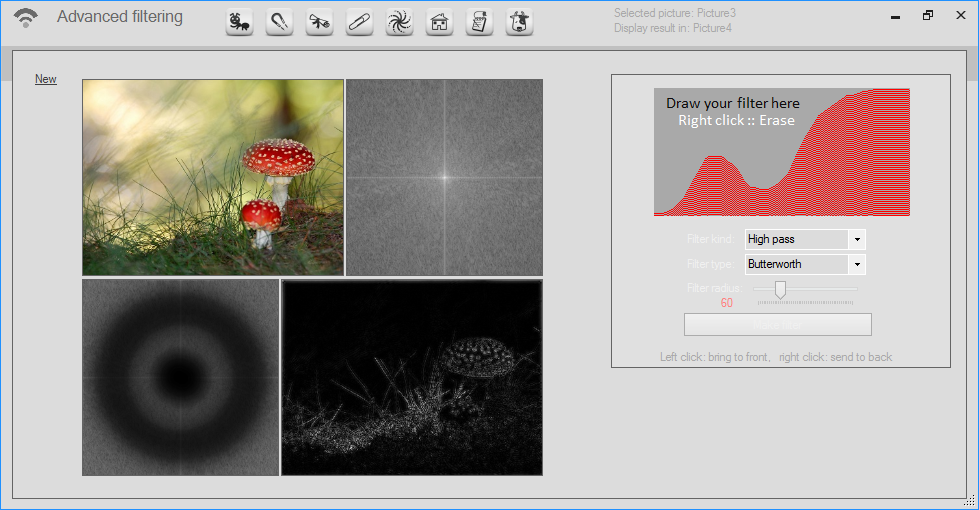 Advanced filtering
Selected picture: Picture3
Display result in: Picture4
New
Draw your filter here
Right click :: Erase
Filter kind: High pass
Filter type: Butterworth
Filter radius:
60
Left click: bring to front, right click: send to back